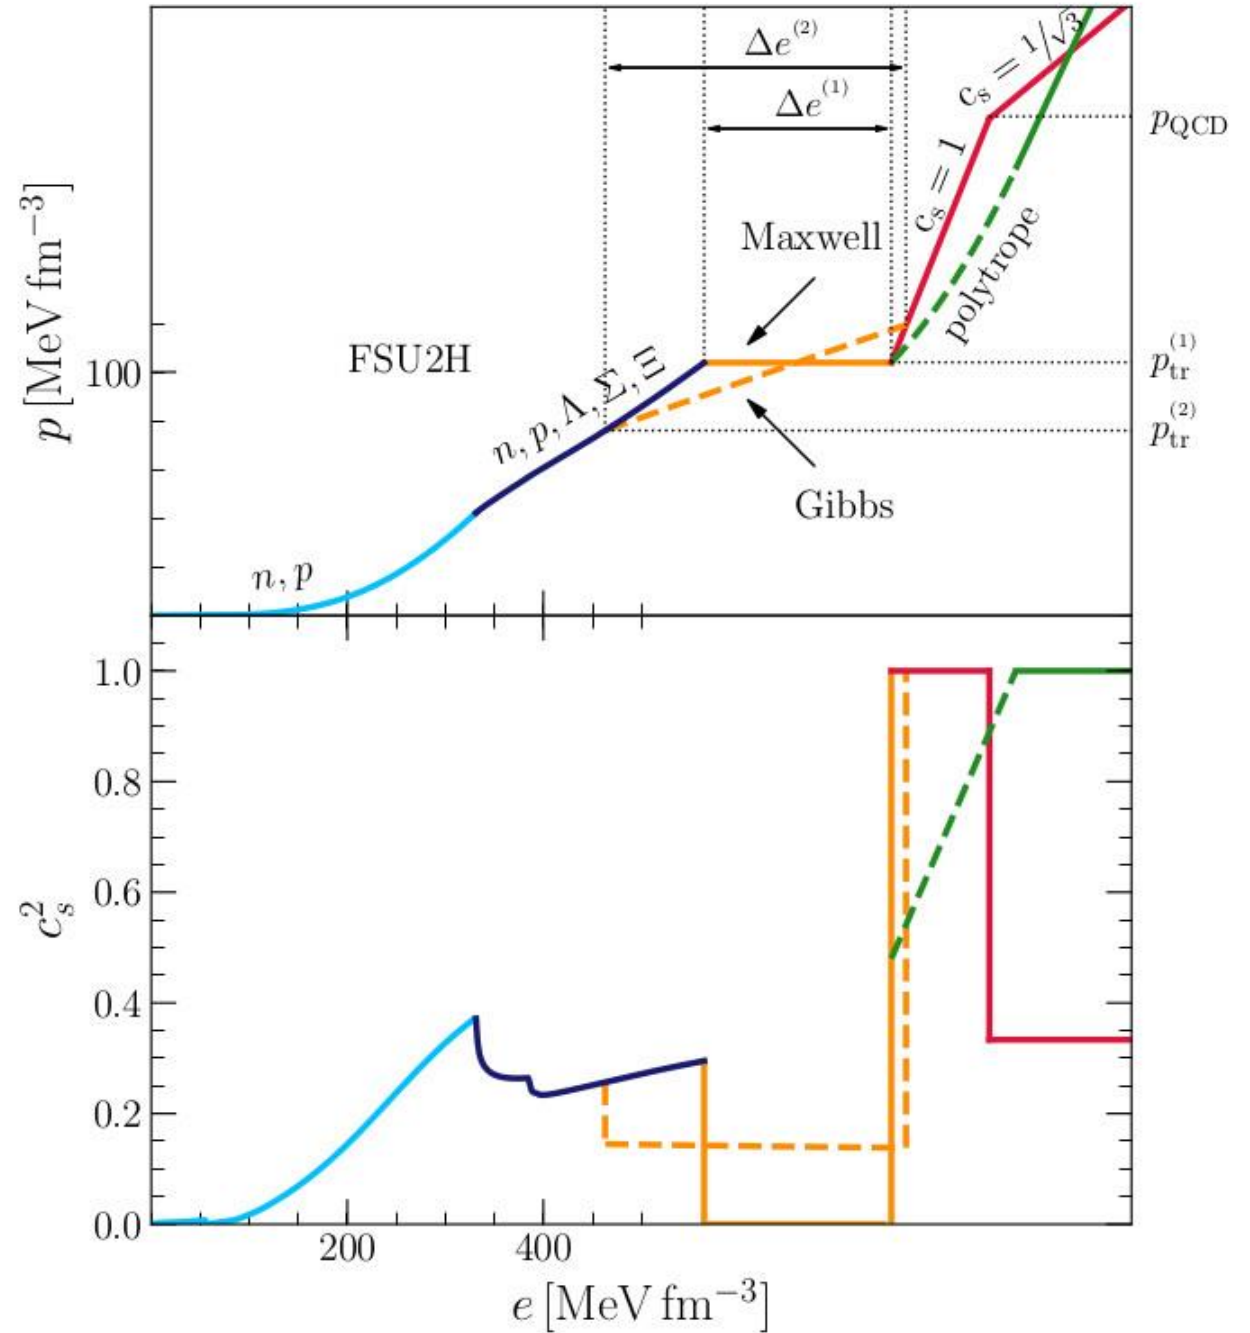 Δe⁽²⁾
Δe⁽¹⁾
c_s = 1/√3
p_QCD
c_s = 1
Maxwell
polytrope
p [MeV fm⁻³]
FSU2H
100
n, p, Λ, Σ, Ξ
p_tr⁽¹⁾
p_tr⁽²⁾
Gibbs
n, p
1.0
0.8
0.6
c_s²
0.4
0.2
0.0
200 400
e [MeV fm⁻³]